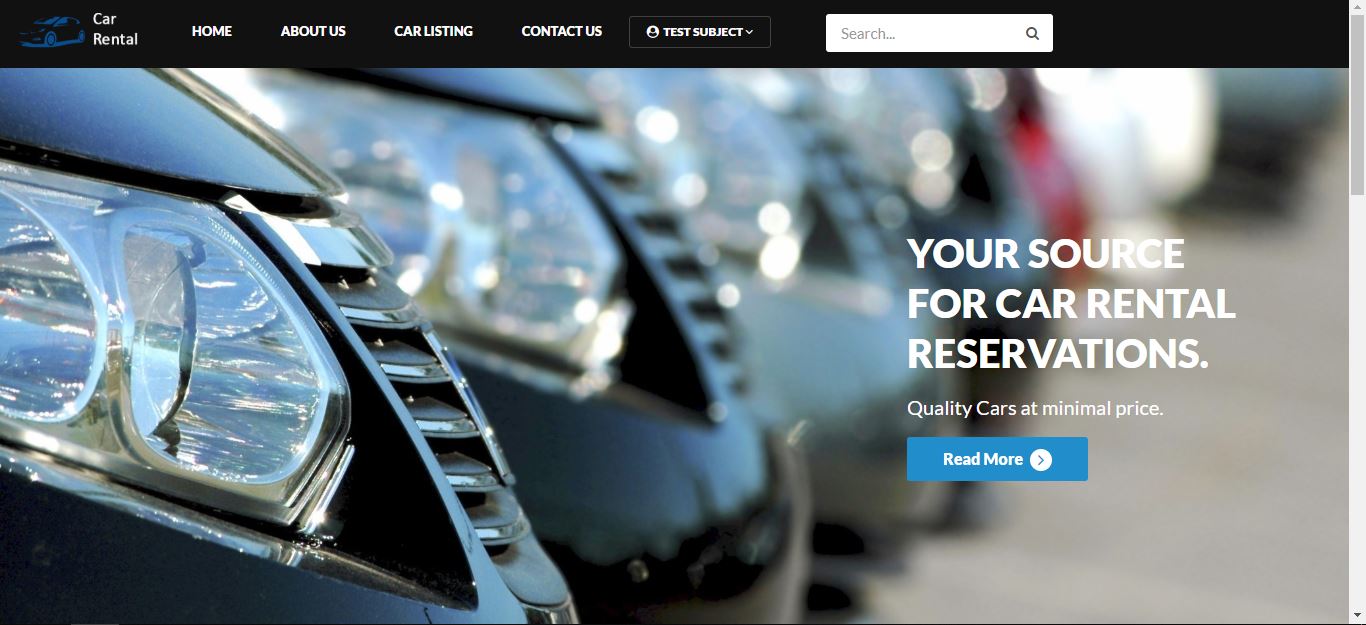 Car
Rental
HOME
ABOUT US
CAR LISTING
CONTACT US
TEST SUBJECT
Search...
YOUR SOURCE
FOR CAR RENTAL
RESERVATIONS.
Quality Cars at minimal price.
Read More